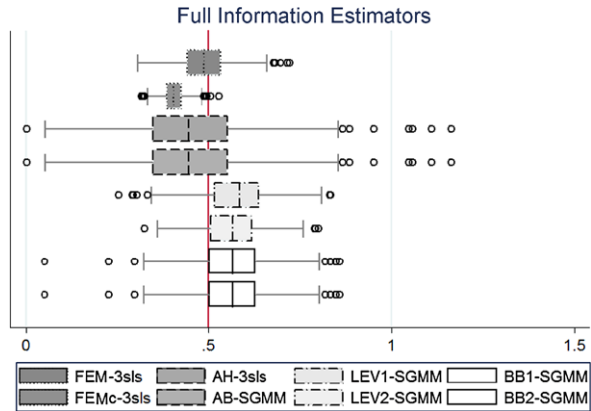 Full Information Estimators
0 .5 1 1.5
FEM-3sls AH-3sls LEV1-SGMM BB1-SGMM
FEMc-3sls AB-SGMM LEV2-SGMM BB2-SGMM